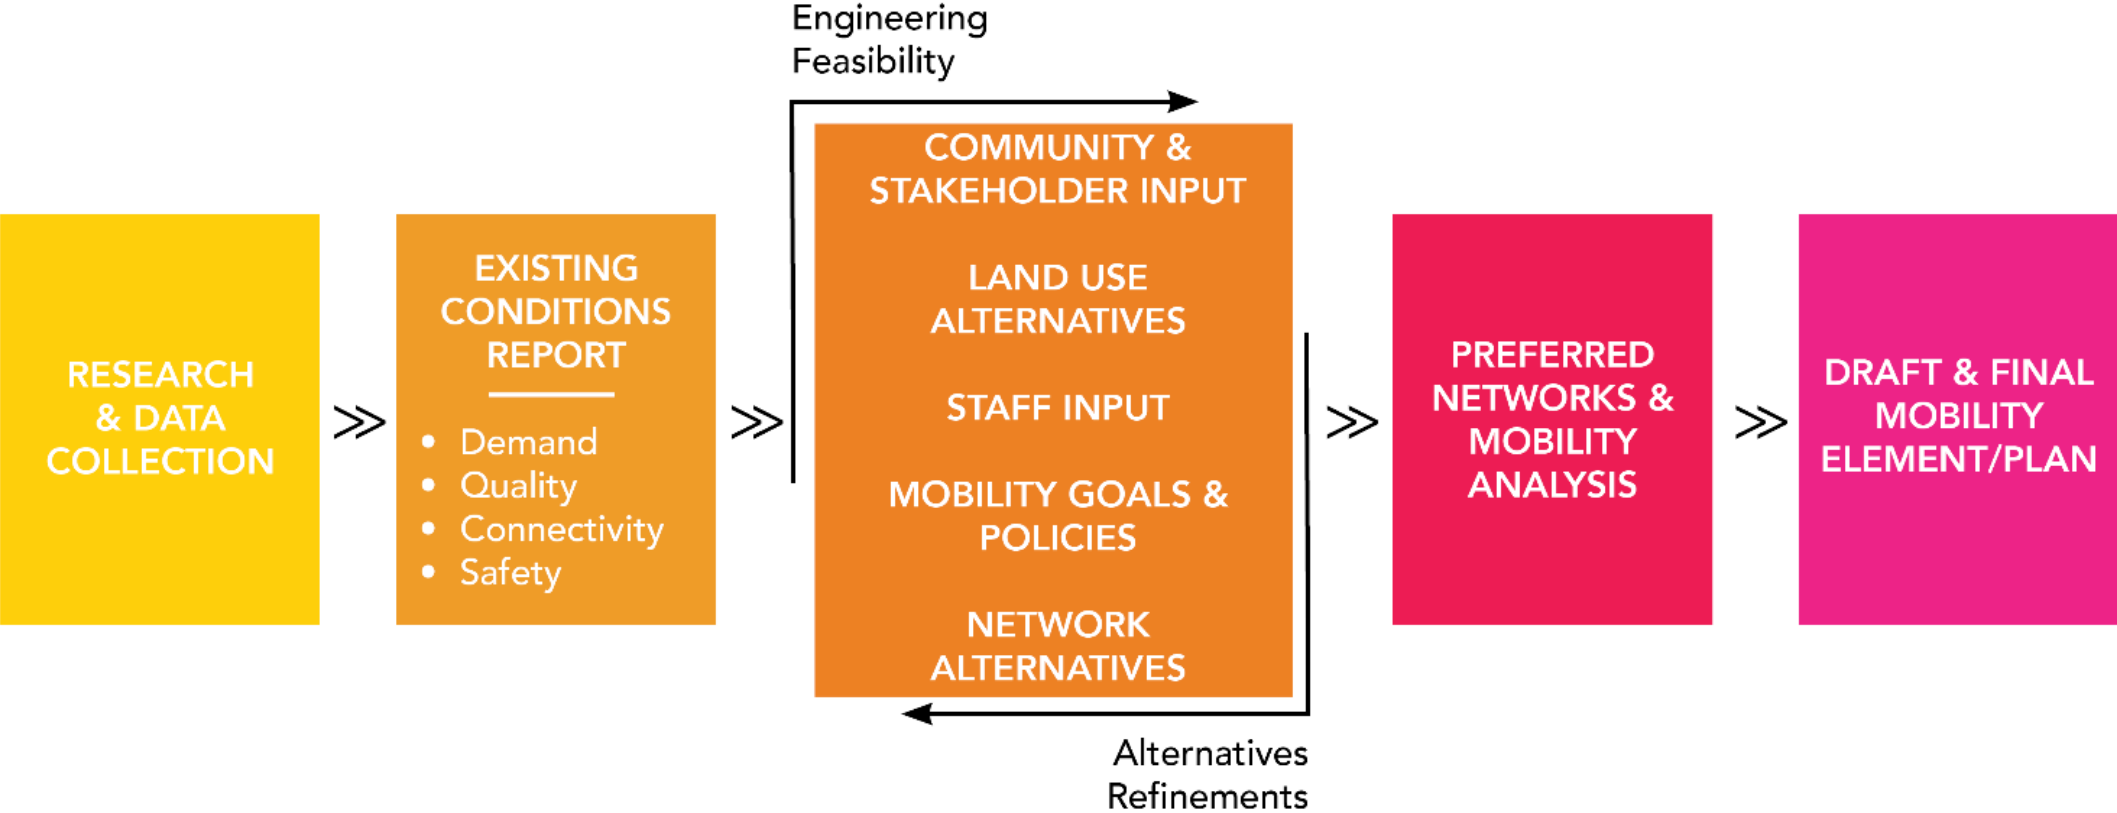 Engineering
Feasibility
RESEARCH
& DATA
COLLECTION
EXISTING
CONDITIONS
REPORT
• Demand
• Quality
• Connectivity
• Safety
COMMUNITY &
STAKEHOLDER INPUT
LAND USE
ALTERNATIVES
STAFF INPUT
MOBILITY GOALS &
POLICIES
NETWORK
ALTERNATIVES
Alternatives
Refinements
PREFERRED
NETWORKS &
MOBILITY
ANALYSIS
DRAFT & FINAL
MOBILITY
ELEMENT/PLAN